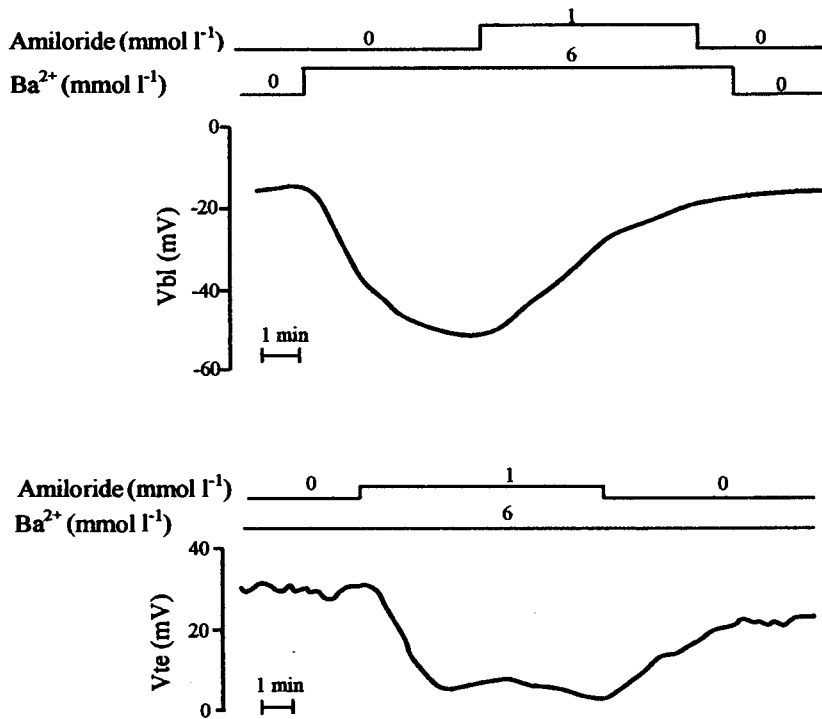 1
Amiloride (mmol l⁻¹) 0 0
6
Ba²⁺ (mmol l⁻¹) 0 0
0
-20
Vbl (mV)
-40
1 min
-60
1
Amiloride (mmol l⁻¹) 0 0
Ba²⁺ (mmol l⁻¹) 6
40
20
Vte (mV)
1 min
0